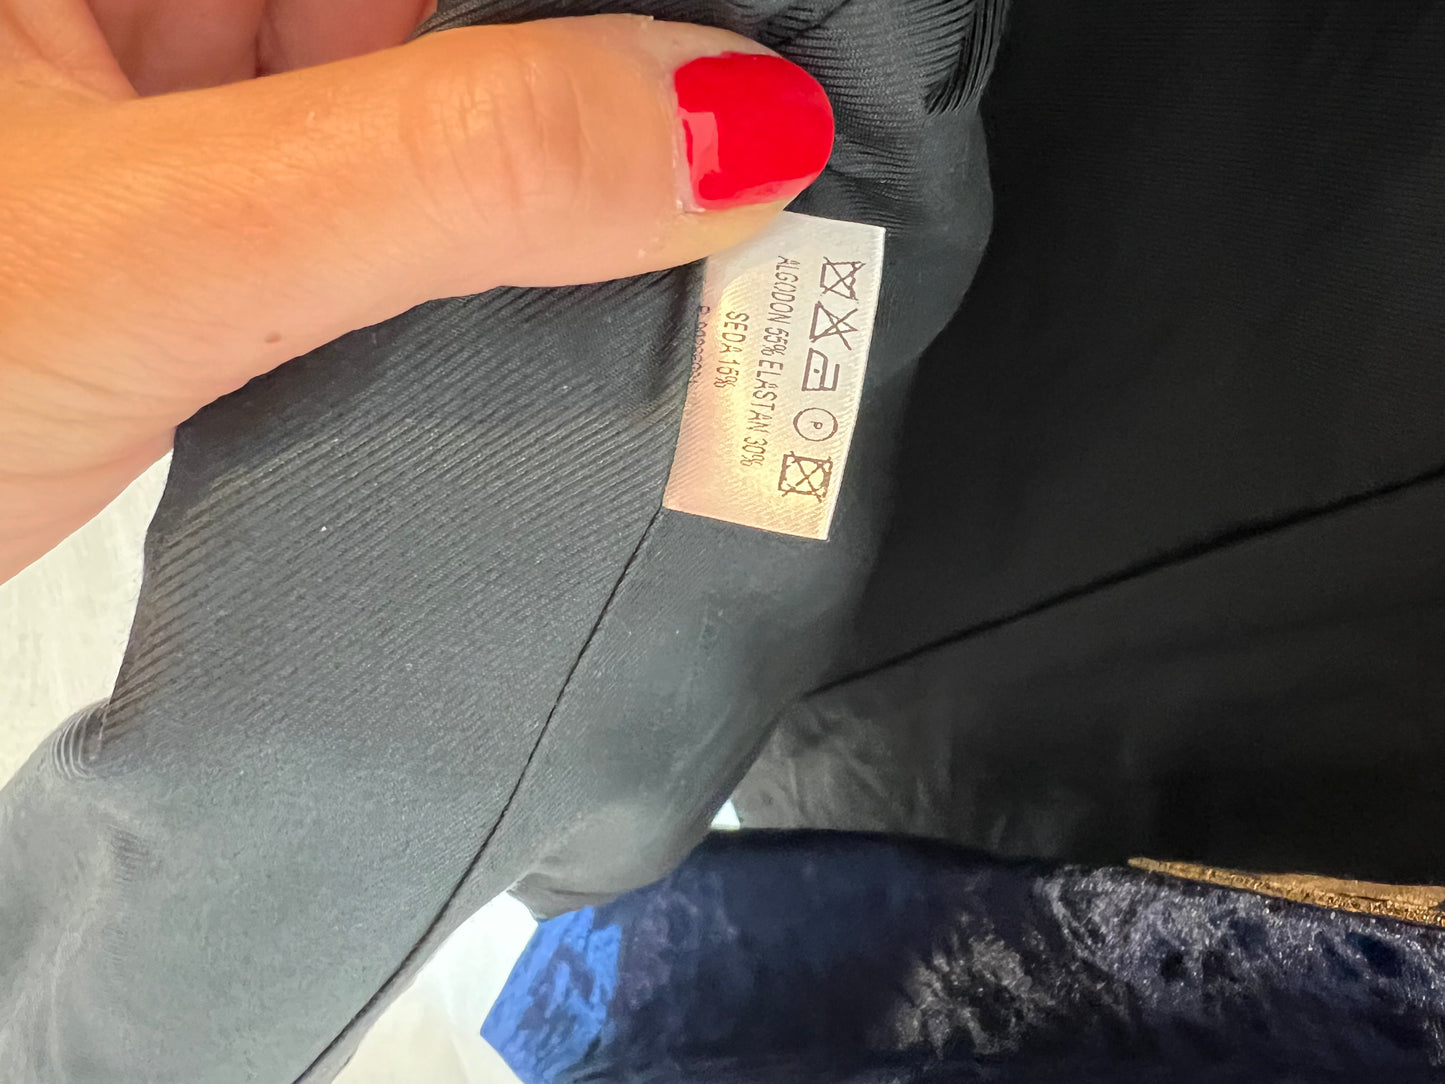 P
ALGODON 55% ELASTAN 30%
SEDA 15%